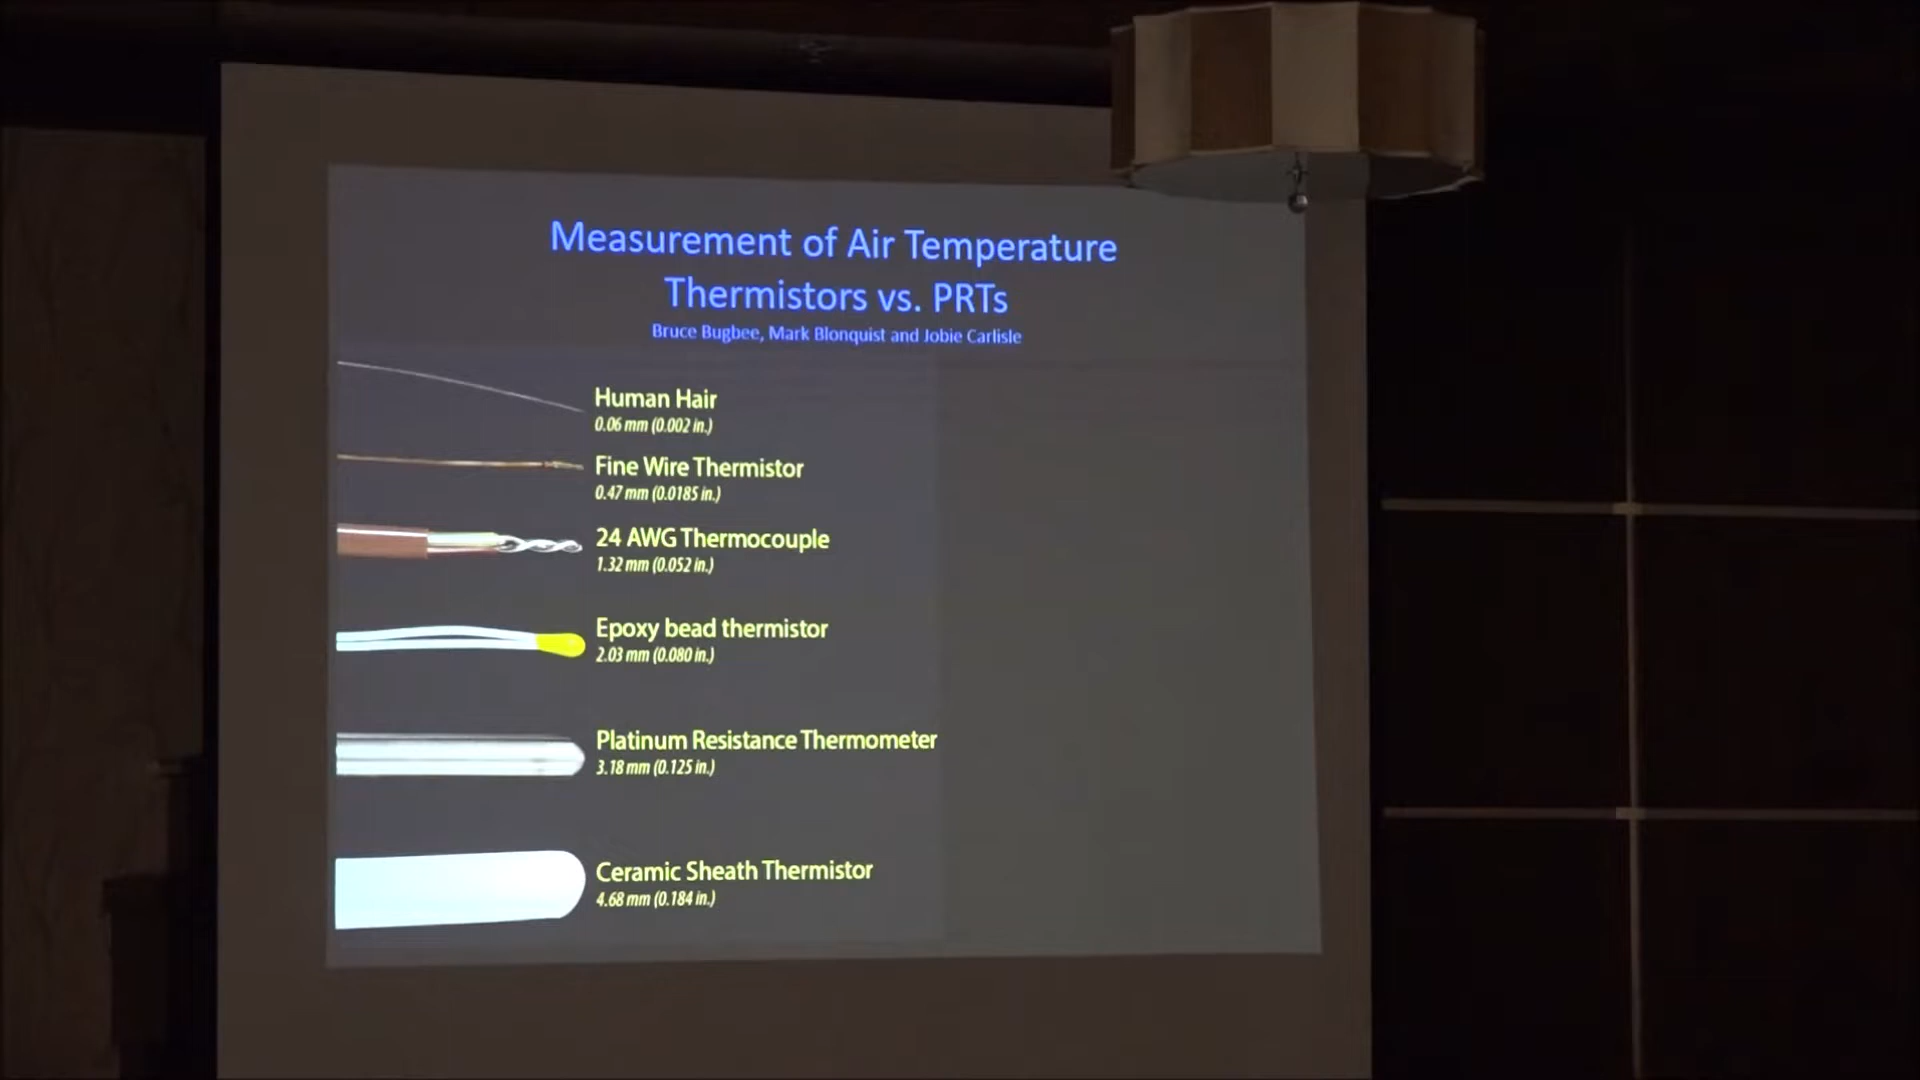 Measurement of Air Temperature
Thermistors vs. PRTs
Bruce Bugbee, Mark Blonquist and Jobie Carlisle
Human Hair
0.06 mm (0.002 in.)
Fine Wire Thermistor
0.47 mm (0.0185 in.)
24 AWG Thermocouple
1.32 mm (0.052 in.)
Epoxy bead thermistor
2.03 mm (0.080 in.)
Platinum Resistance Thermometer
3.18 mm (0.125 in.)
Ceramic Sheath Thermistor
4.68 mm (0.184 in.)